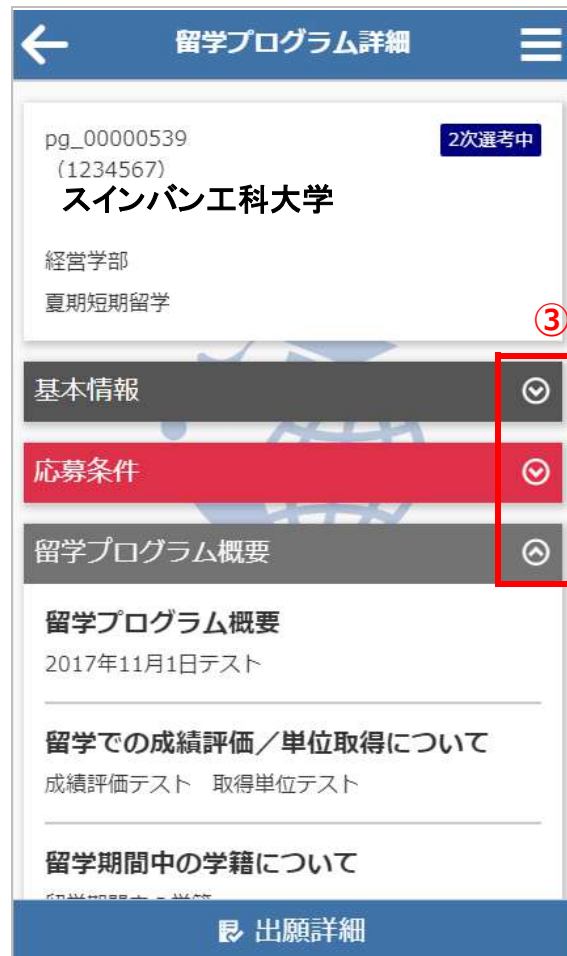 留学プログラム詳細
pg_00000539
2次選考中
（1234567）
スインバン工科大学
経営学部
夏期短期留学
③
基本情報
応募条件
留学プログラム概要
留学プログラム概要
2017年11月1日テスト
留学での成績評価／単位取得について
成績評価テスト　取得単位テスト
留学期間中の学籍について
出願詳細